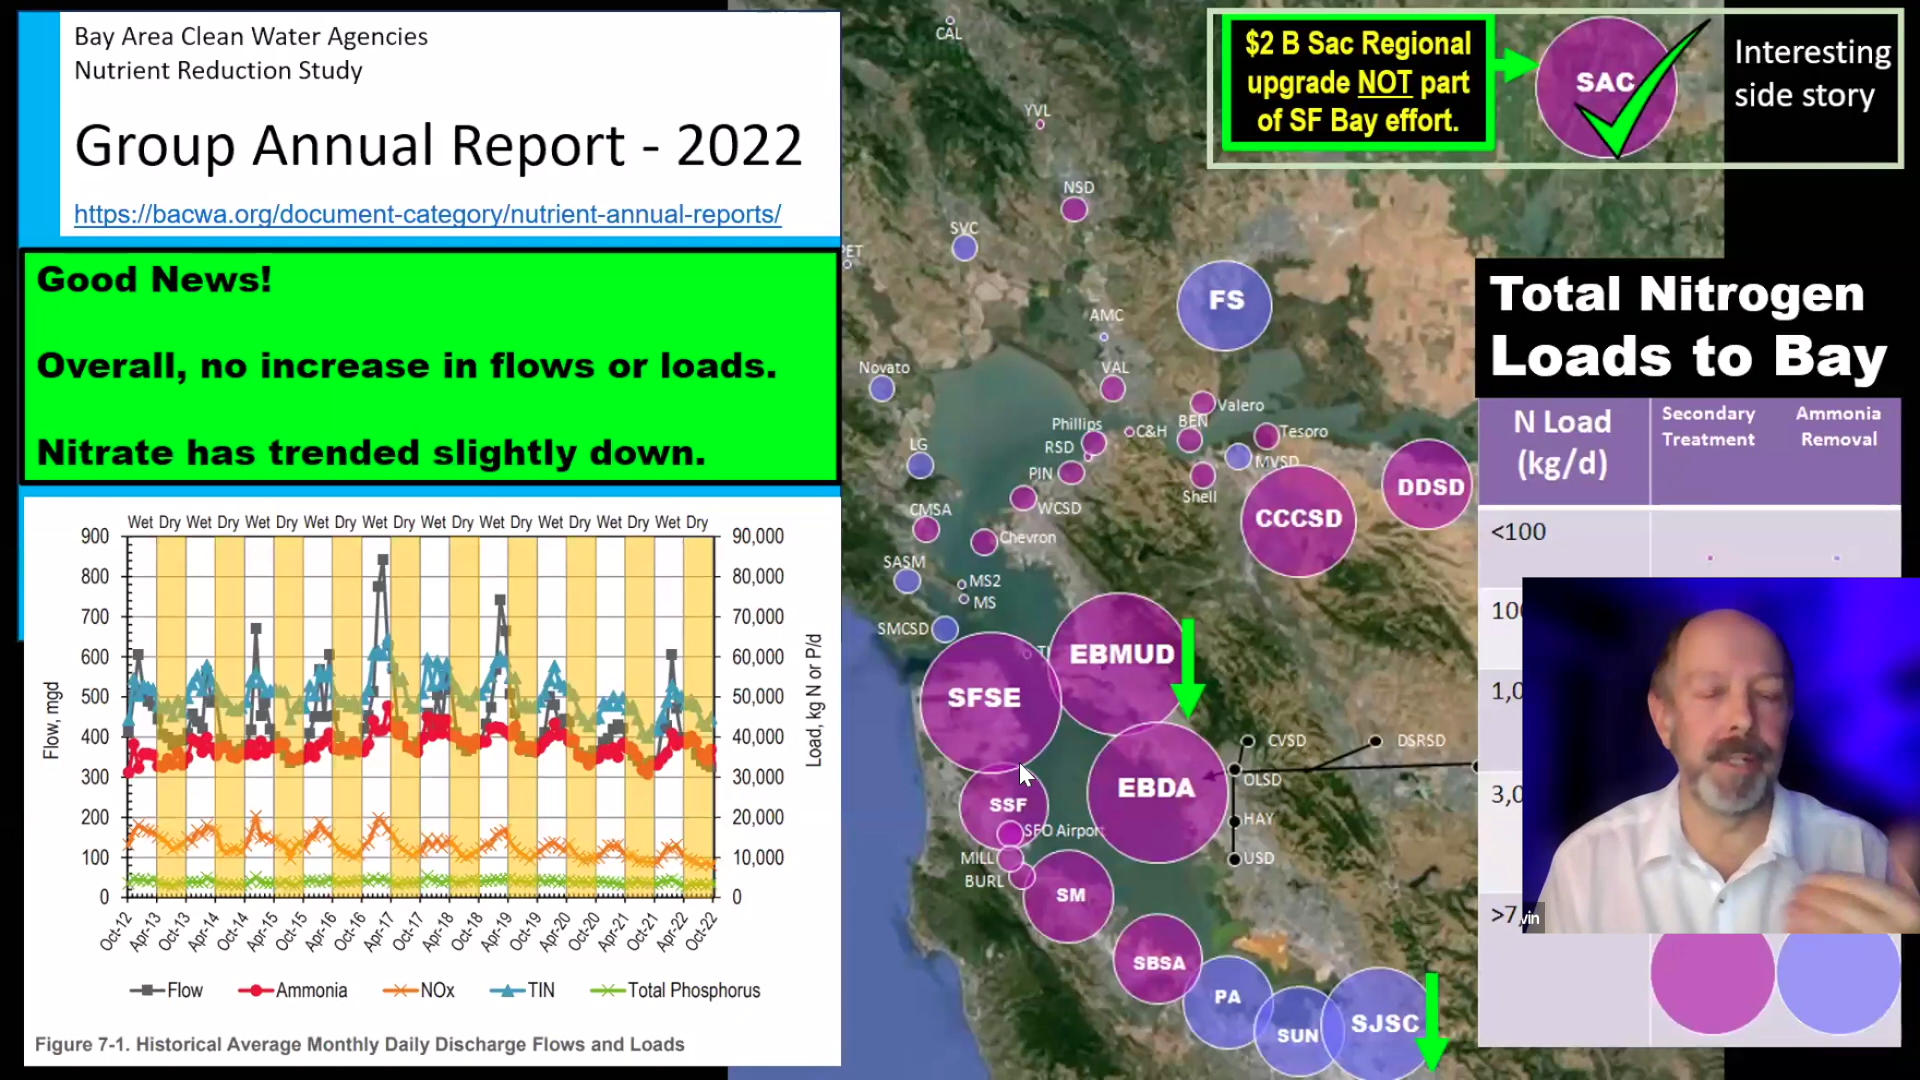 Bay Area Clean Water Agencies
Nutrient Reduction Study
Group Annual Report - 2022
https://bacwa.org/document-category/nutrient-annual-reports/
Good News!
Overall, no increase in flows or loads.
Nitrate has trended slightly down.
Wet Dry Wet Dry Wet Dry Wet Dry Wet Dry Wet Dry Wet Dry Wet Dry Wet Dry Wet Dry
900
800
700
600
500
400
300
200
100
0
Flow, mgd
90,000
80,000
70,000
60,000
50,000
40,000
30,000
20,000
10,000
0
Load, kg N or P/d
Oct-12 Apr-13 Oct-13 Apr-14 Oct-14 Apr-15 Oct-15 Apr-16 Oct-16 Apr-17 Oct-17 Apr-18 Oct-18 Apr-19 Oct-19 Apr-20 Oct-20 Apr-21 Oct-21 Apr-22 Oct-22
Flow Ammonia NOx TIN Total Phosphorus
Figure 7-1. Historical Average Monthly Daily Discharge Flows and Loads
$2 B Sac Regional
upgrade NOT part
of SF Bay effort.
SAC
Interesting
side story
CAL
YVL
NSD
SVC
PET
FS
AMC
Novato
VAL
Valero
Phillips
C&H
BEN
Tesoro
LG
RSD
MVSD
PIN
Shell
DDSD
CMSA
WCSD
CCCSD
Chevron
SASM
MS2
MS
SMCSD
EBMUD
SFSE
CVSD
DSRSD
EBDA
OLSD
SSF
HAY
SFO Airport
MILL
USD
BURL
SM
SBSA
PA
SUN
SJSC
Total Nitrogen
Loads to Bay
N Load
(kg/d)
Secondary
Treatment
Ammonia
Removal
<100
10
1,0
3,0
>7,
vin